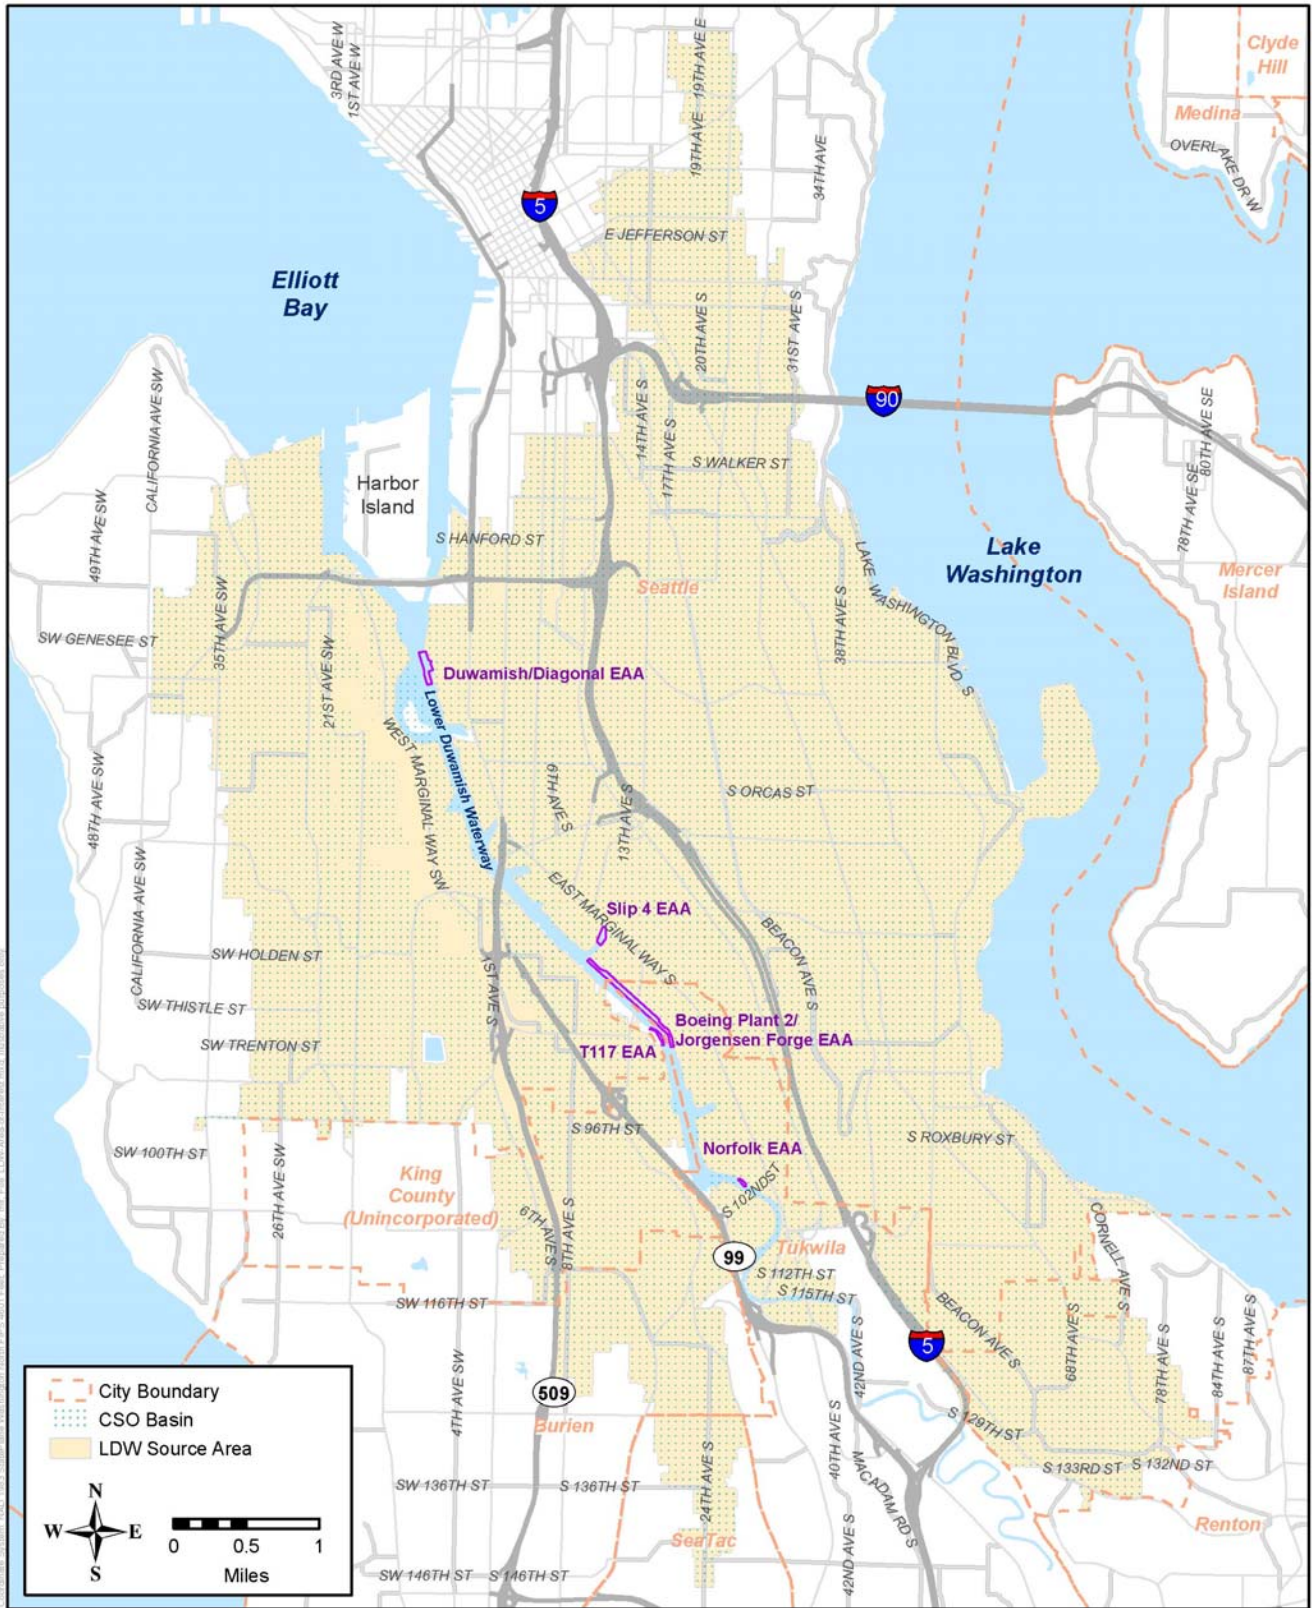 3RD AVE W
1ST AVE W
19TH AVE E
19TH AVE
34TH AVE
Clyde
Hill
Medina
OVERLAKE DR W
5
E JEFFERSON ST
Elliott
Bay
20TH AVE S
31ST AVE S
90
CALIFORNIA AVE SW
14TH AVE S
17TH AVE S
S WALKER ST
80TH AVE SE
78TH AVE SE
Harbor
Island
49TH AVE SW
S HANFORD ST
Lake
Washington
Seattle
Mercer
Island
LAKE WASHINGTON BLVD S
38TH AVE S
35TH AVE SW
SW GENESEE ST
21ST AVE SW
Duwamish/Diagonal EAA
Lower Duwamish Waterway
WEST MARGINAL WAY SW
48TH AVE SW
6TH AVE S
13TH AVE S
S ORCAS ST
CALIFORNIA AVE SW
EAST MARGINAL WAY S
Slip 4 EAA
BEACON AVE S
SW HOLDEN ST
1ST AVE S
SW THISTLE ST
SW TRENTON ST
Boeing Plant 2/
Jorgensen Forge EAA
T117 EAA
S 96TH ST
S ROXBURY ST
SW 100TH ST
26TH AVE SW
King
County
(Unincorporated)
Norfolk EAA
S 102ND ST
6TH AVE S
8TH AVE S
CORNELL AVE S
99
Tukwila
S 112TH ST
S 115TH ST
SW 116TH ST
BEACON AVE S
42ND AVE S
68TH AVE S
78TH AVE S
84TH AVE S
87TH AVE S
5
4TH AVE SW
509
Burien
S 129TH ST
40TH AVE S
MACADAM RD S
S 133RD ST
S 132ND ST
SW 136TH ST
S 136TH ST
24TH AVE S
SeaTac
Renton
42ND AVE S
SW 146TH ST
S 146TH ST
City Boundary
CSO Basin
LDW Source Area
N
W
E
S
0
0.5
1
Miles